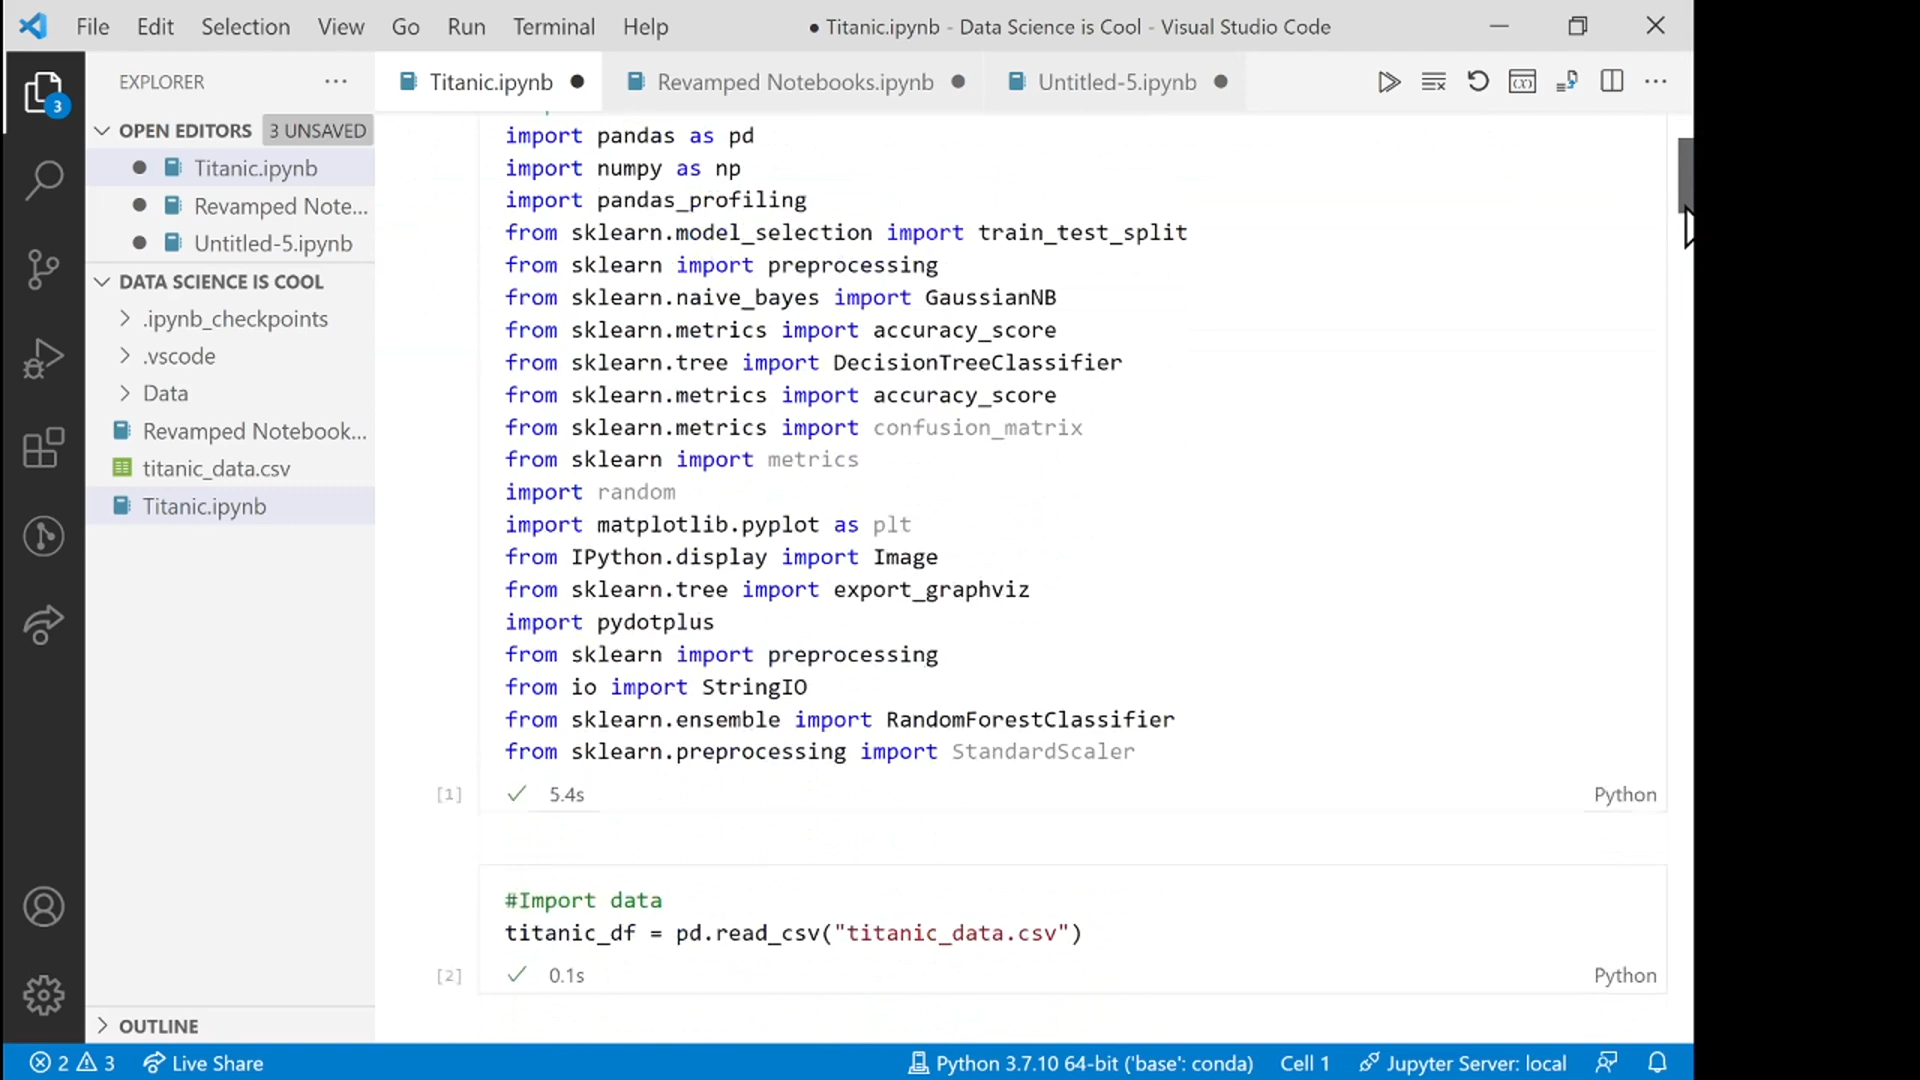 File Edit Selection View Go Run Terminal Help
● Titanic.ipynb - Data Science is Cool - Visual Studio Code
EXPLORER
Titanic.ipynb
Revamped Notebooks.ipynb
Untitled-5.ipynb
3
OPEN EDITORS 3 UNSAVED
Titanic.ipynb
Revamped Note...
Untitled-5.ipynb
DATA SCIENCE IS COOL
.ipynb_checkpoints
.vscode
Data
Revamped Notebook...
titanic_data.csv
Titanic.ipynb
OUTLINE
import pandas as pd
import numpy as np
import pandas_profiling
from sklearn.model_selection import train_test_split
from sklearn import preprocessing
from sklearn.naive_bayes import GaussianNB
from sklearn.metrics import accuracy_score
from sklearn.tree import DecisionTreeClassifier
from sklearn.metrics import accuracy_score
from sklearn.metrics import confusion_matrix
from sklearn import metrics
import random
import matplotlib.pyplot as plt
from IPython.display import Image
from sklearn.tree import export_graphviz
import pydotplus
from sklearn import preprocessing
from io import StringIO
from sklearn.ensemble import RandomForestClassifier
from sklearn.preprocessing import StandardScaler
[1] 5.4s Python
#Import data
titanic_df = pd.read_csv("titanic_data.csv")
[2] 0.1s Python
2 3 Live Share Python 3.7.10 64-bit ('base': conda) Cell 1 Jupyter Server: local